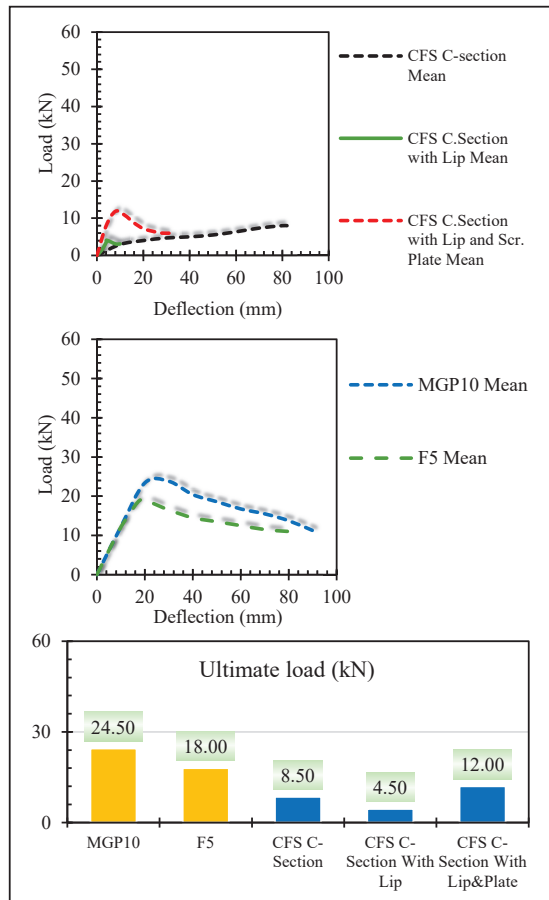 60
50
40
30
20
10
0
Load (kN)
0 20 40 60 80 100
Deflection (mm)
CFS C-section
Mean
CFS C.Section
with Lip Mean
CFS C.Section
with Lip and Scr.
Plate Mean
60
50
40
30
20
10
0
Load (kN)
0 20 40 60 80 100
Deflection (mm)
MGP10 Mean
F5 Mean
Ultimate load (kN)
60
30
0
24.50
18.00
8.50
4.50
12.00
MGP10
F5
CFS C-
Section
CFS C-
Section With
Lip
CFS C-
Section With
Lip&Plate